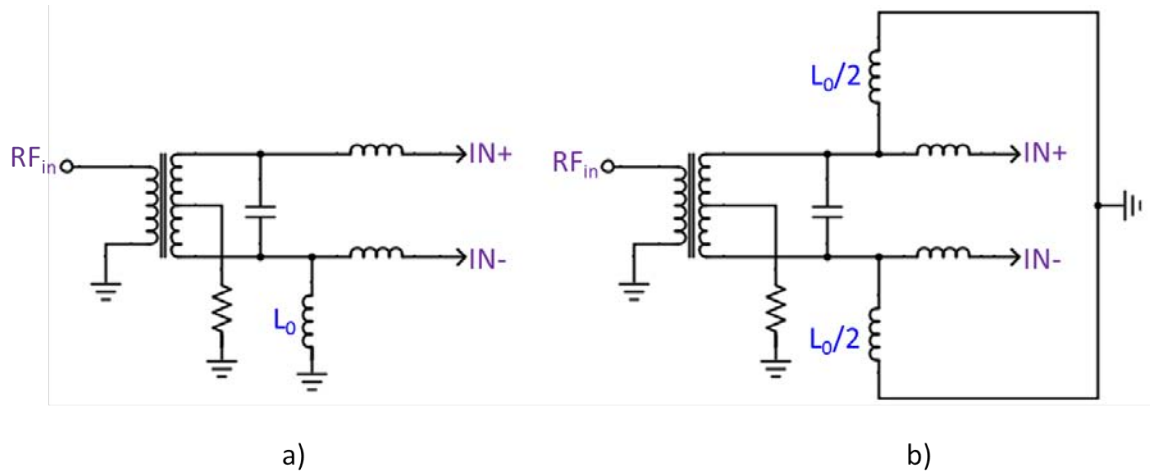 L₀/2
RFᵢₙ IN+ RFᵢₙ IN+
IN- IN-
L₀ L₀/2
a) b)